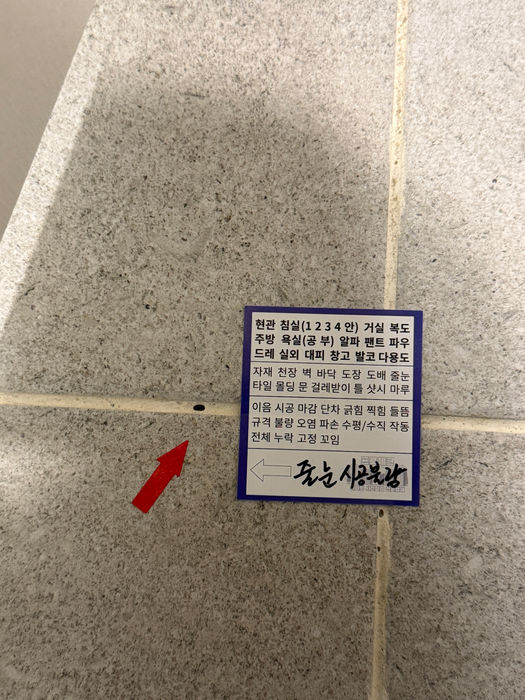 현관 침실(1 2 3 4 안) 거실 복도
주방 욕실(공 부) 알파 팬트 파우
드레 실외 대피 창고 발코 다용도
자재 천장 벽 바닥 도장 도배 줄눈
타일 몰딩 문 걸레받이 틀 샷시 마루
이음 시공 마감 단차 긁힘 찍힘 들뜸
규격 불량 오염 파손 수평/수직 작동
전체 누락 고정 꼬임
줄눈 시공불량